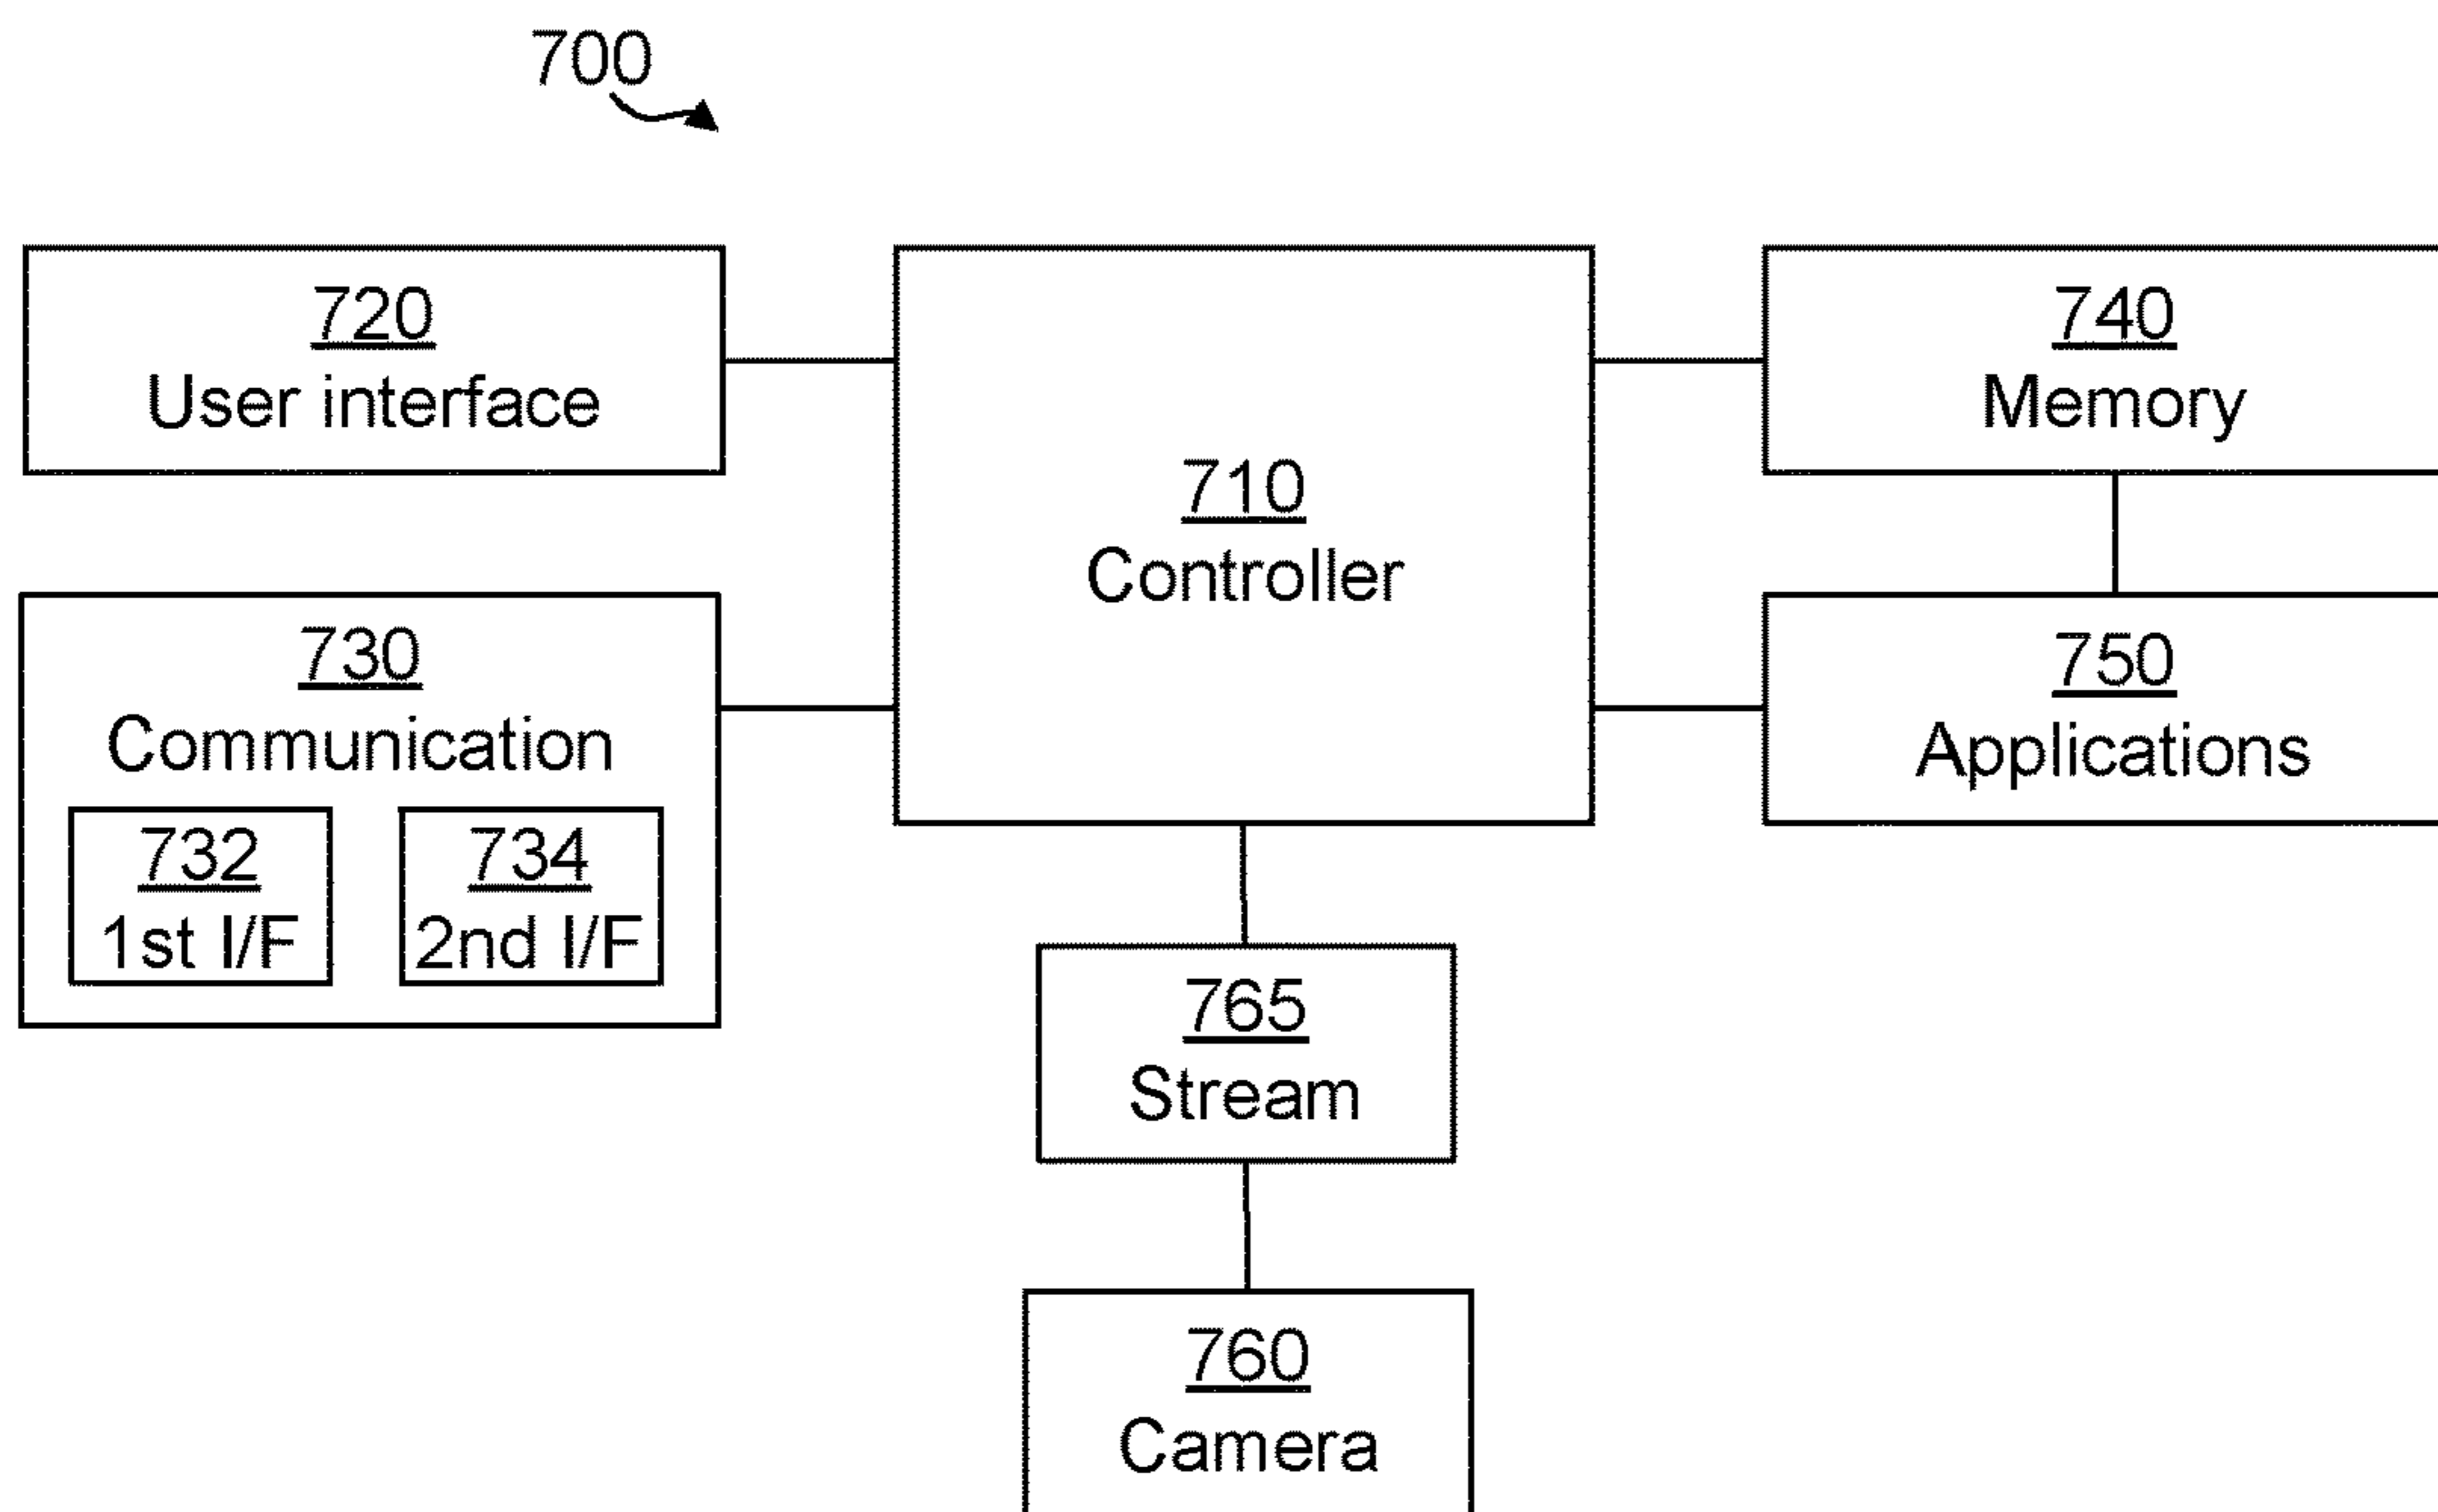 700
720
User interface
710
Controller
740
Memory
730
Communication
732
1st I/F
734
2nd I/F
750
Applications
765
Stream
760
Camera